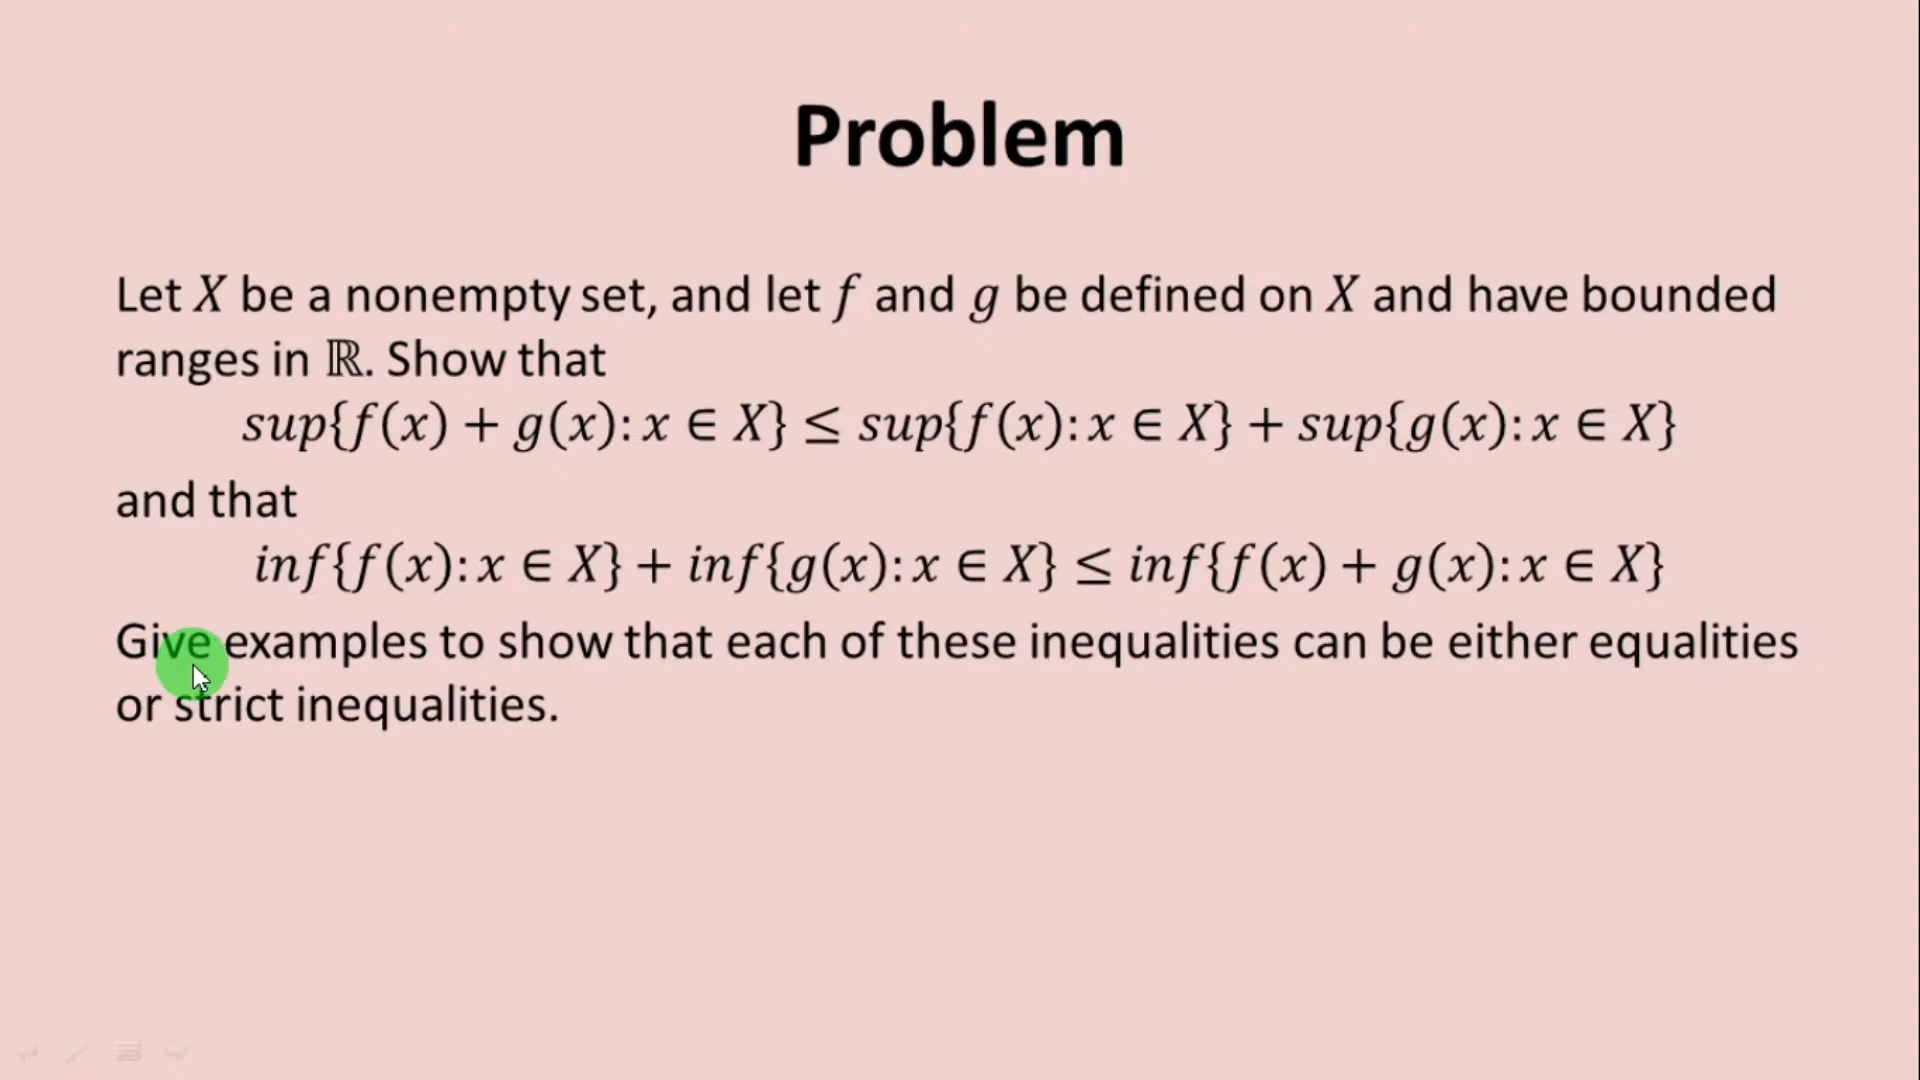 Problem
Let X be a nonempty set, and let f and g be defined on X and have bounded
ranges in ℝ. Show that
sup{f(x) + g(x): x ∈ X} ≤ sup{f(x): x ∈ X} + sup{g(x): x ∈ X}
and that
inf{f(x): x ∈ X} + inf{g(x): x ∈ X} ≤ inf{f(x) + g(x): x ∈ X}
Give examples to show that each of these inequalities can be either equalities
or strict inequalities.